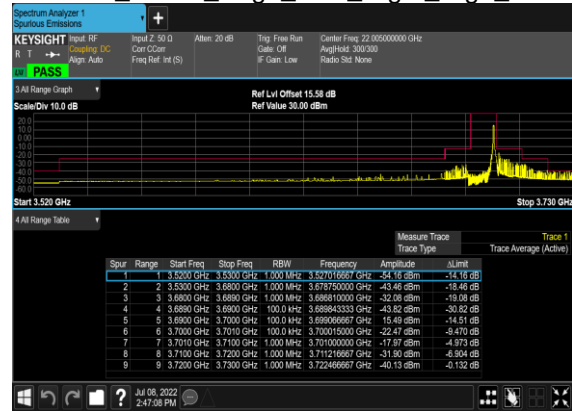 Spectrum Analyzer 1
Spurious Emissions
+
KEYSIGHT Input: RF Input Z: 50 Ω Atten: 20 dB Trig: Free Run Center Freq: 22.005000000 GHz
R T Coupling: DC Corr CCorr Gate: Off Avg|Hold: 300/300
Align: Auto Freq Ref: Int (S) IF Gain: Low Radio Std: None
PASS
3 All Range Graph
Ref Lvl Offset 15.58 dB
Scale/Div 10.0 dB Ref Value 30.00 dBm
20.0
10.0
0.00
-10.0
-20.0
-30.0
-40.0
-50.0
-60.0
Start 3.520 GHz Stop 3.730 GHz
4 All Range Table
Measure Trace Trace 1
Trace Type Trace Average (Active)
Spur Range Start Freq Stop Freq RBW Frequency Amplitude ΔLimit
1 1 3.5200 GHz 3.5300 GHz 1.000 MHz 3.527016667 GHz -54.16 dBm -14.16 dB
2 2 3.5300 GHz 3.6800 GHz 1.000 MHz 3.678750000 GHz -43.46 dBm -18.46 dB
3 3 3.6800 GHz 3.6890 GHz 1.000 MHz 3.686810000 GHz -32.08 dBm -19.08 dB
4 4 3.6890 GHz 3.6900 GHz 100.0 kHz 3.689843333 GHz -43.82 dBm -30.82 dB
5 5 3.6900 GHz 3.7000 GHz 100.0 kHz 3.699066667 GHz 15.49 dBm -14.51 dB
6 6 3.7000 GHz 3.7010 GHz 100.0 kHz 3.700015000 GHz -22.47 dBm -9.470 dB
7 7 3.7010 GHz 3.7100 GHz 1.000 MHz 3.701000000 GHz -17.97 dBm -4.973 dB
8 8 3.7100 GHz 3.7200 GHz 1.000 MHz 3.711216667 GHz -31.90 dBm -6.904 dB
9 9 3.7200 GHz 3.7300 GHz 1.000 MHz 3.722466667 GHz -40.13 dBm -0.132 dB
? Jul 08, 2022
2:47:08 PM